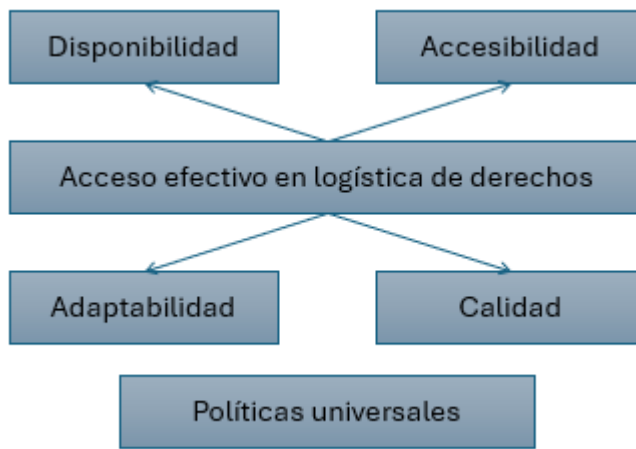 Disponibilidad
Accesibilidad
Acceso efectivo en logística de derechos
Adaptabilidad
Calidad
Políticas universales